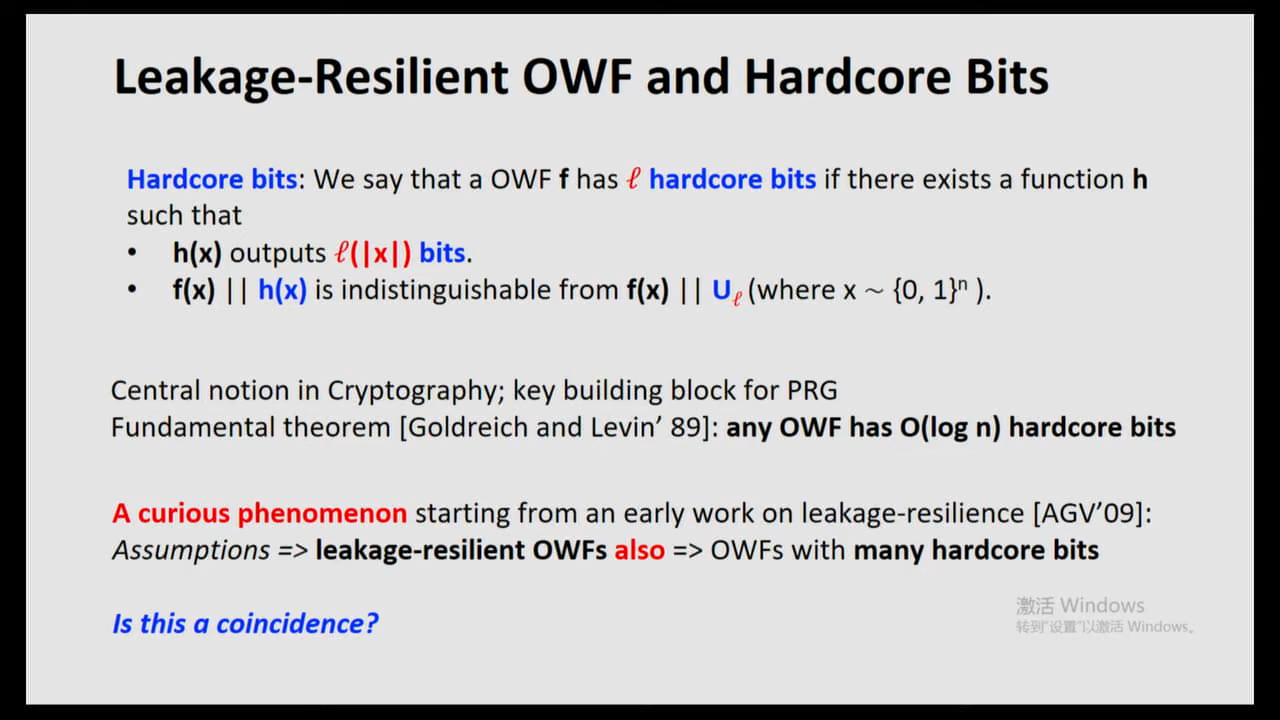 Leakage-Resilient OWF and Hardcore Bits
Hardcore bits: We say that a OWF f has ℓ hardcore bits if there exists a function h
such that
• h(x) outputs ℓ(|x|) bits.
• f(x) || h(x) is indistinguishable from f(x) || Uℓ (where x ~ {0, 1}ⁿ ).
Central notion in Cryptography; key building block for PRG
Fundamental theorem [Goldreich and Levin’ 89]: any OWF has O(log n) hardcore bits
A curious phenomenon starting from an early work on leakage-resilience [AGV’09]:
Assumptions => leakage-resilient OWFs also => OWFs with many hardcore bits
Is this a coincidence?
激活 Windows
转到“设置”以激活 Windows。